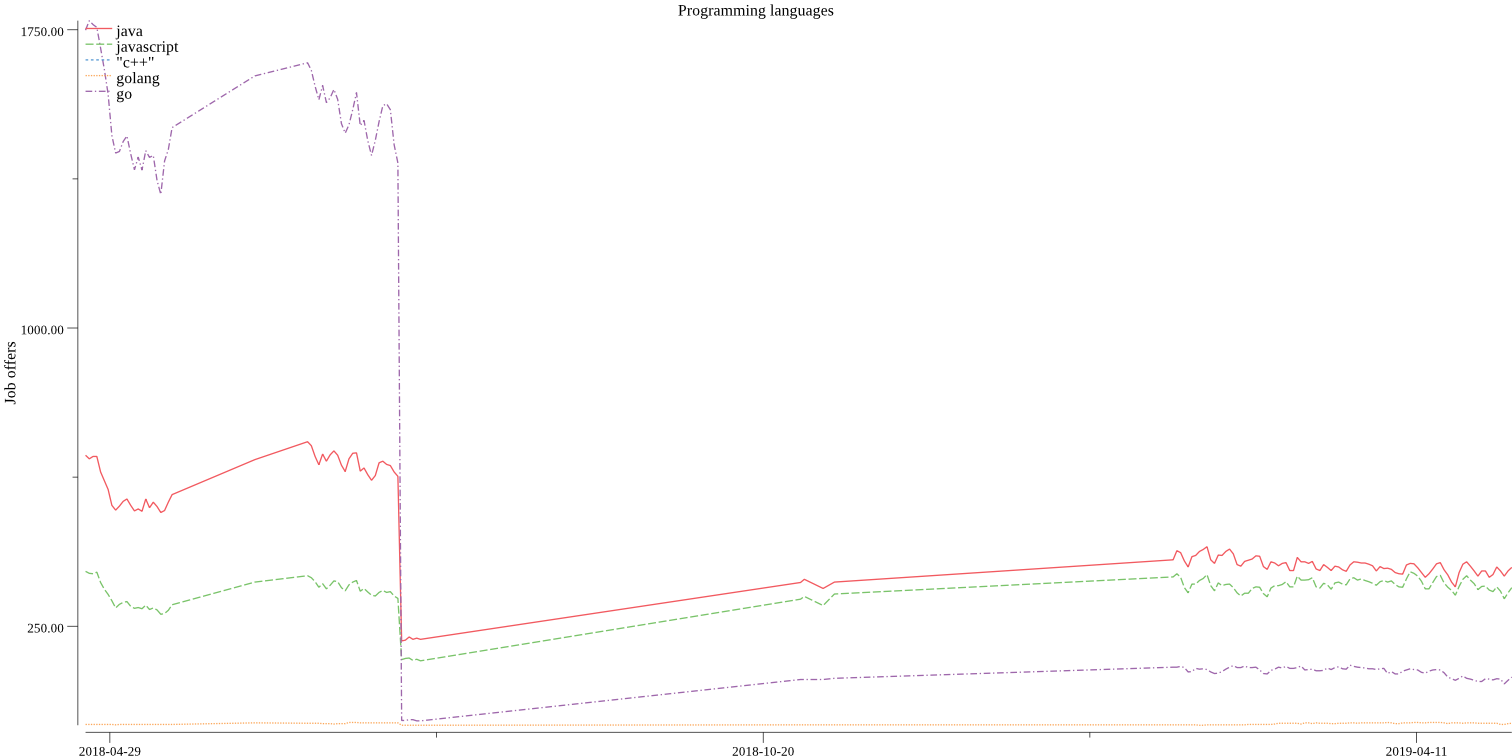 Programming languages
1750.00
java
javascript
"c++"
golang
go
1000.00
Job offers
250.00
2018-04-29
2018-10-20
2019-04-11